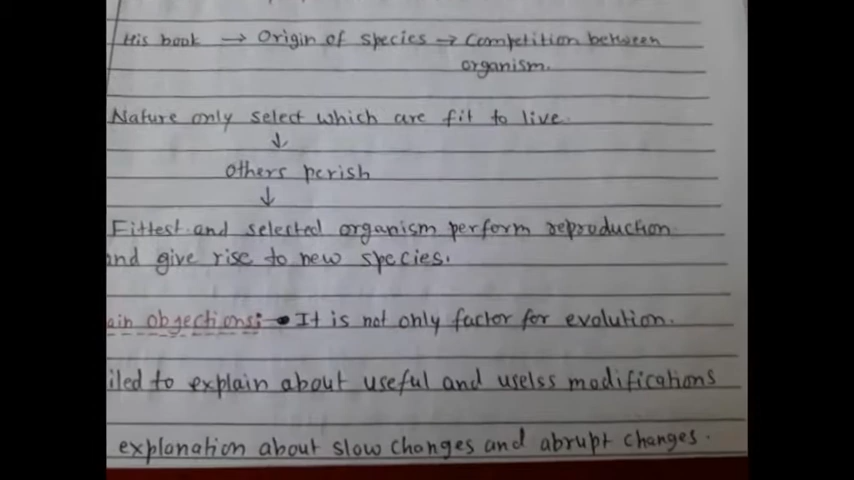 His book → Origin of species → Competition between
organism.
Nature only select which are fit to live.
↓
others perish
↓
Fittest and selected organism perform reproduction
and give rise to new species.
ain objections:- It is not only factor for evolution.
iled to explain about useful and uselss modifications
explanation about slow changes and abrupt changes.